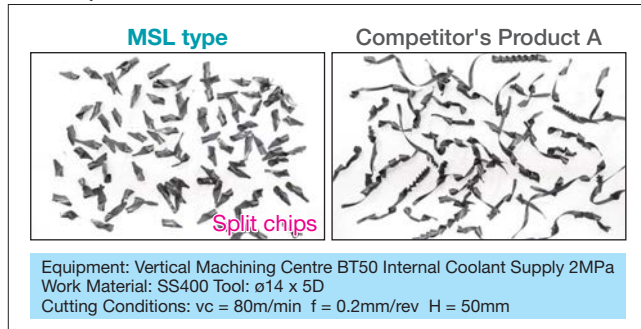 MSL type
Competitor's Product A
Split chips
Equipment: Vertical Machining Centre BT50 Internal Coolant Supply 2MPa
Work Material: SS400 Tool: ø14 x 5D
Cutting Conditions: vc = 80m/min f = 0.2mm/rev H = 50mm